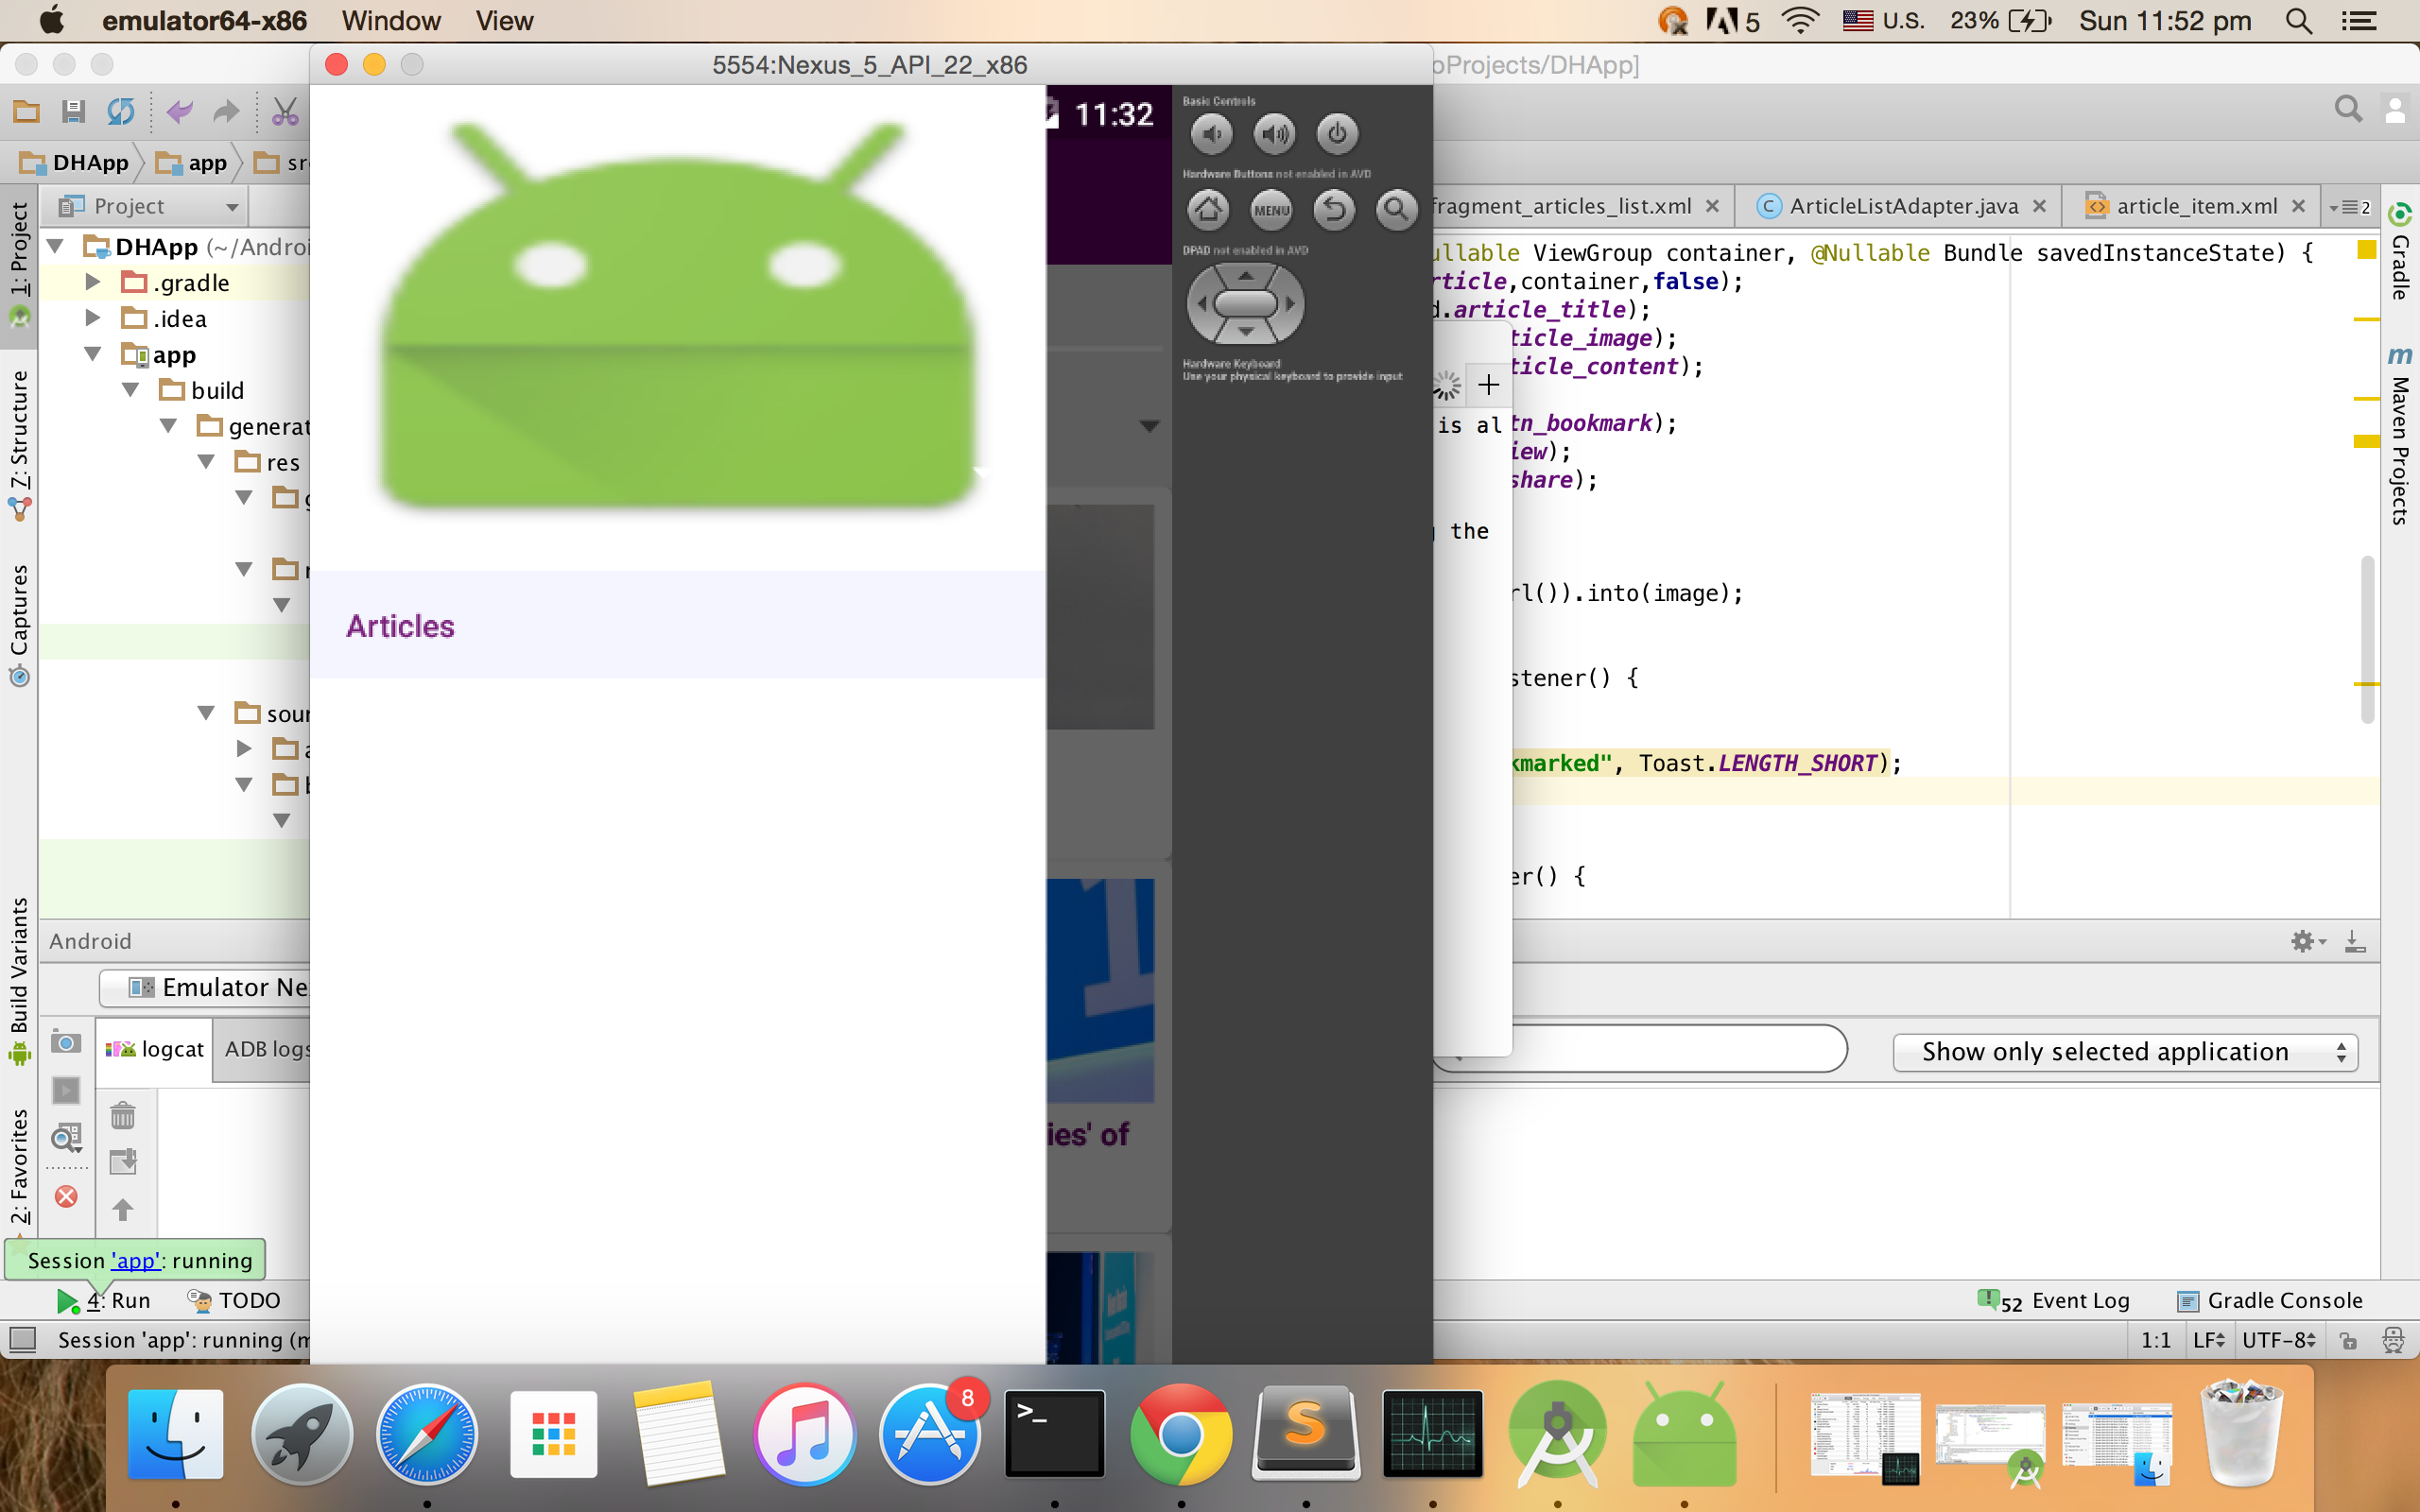 emulator64-x86 Window View
5 U.S. 23% Sun 11:52 pm
5554:Nexus_5_API_22_x86
oProjects/DHApp]
DHApp app
Project
fragment_articles_list.xml ArticleListAdapter.java article_item.xml 2
1: Project
Z: Structure
Captures
Build Variants
2: Favorites
DHApp (~/Androi
.gradle
.idea
app
build
generat
res
sour
11:32
Articles
ies' of
Basic Controls
Hardware Buttons not enabled in AVD
MENU
DPAD not enabled in AVD
Hardware Keyboard
Use your physical keyboard to provide input
+
is al
the
ullable ViewGroup container, @Nullable Bundle savedInstanceState) {
rticle,container,false);
d.article_title);
ticle_image);
ticle_content);
tn_bookmark);
iew);
share);
rl()).into(image);
stener() {
kmarked", Toast.LENGTH_SHORT);
er() {
Gradle
m Maven Projects
Android
Emulator Ne
logcat ADB logs
Show only selected application
Session 'app': running
4: Run TODO
52 Event Log Gradle Console
Session 'app': running (m
1:1 LF UTF-8
8
>_
S